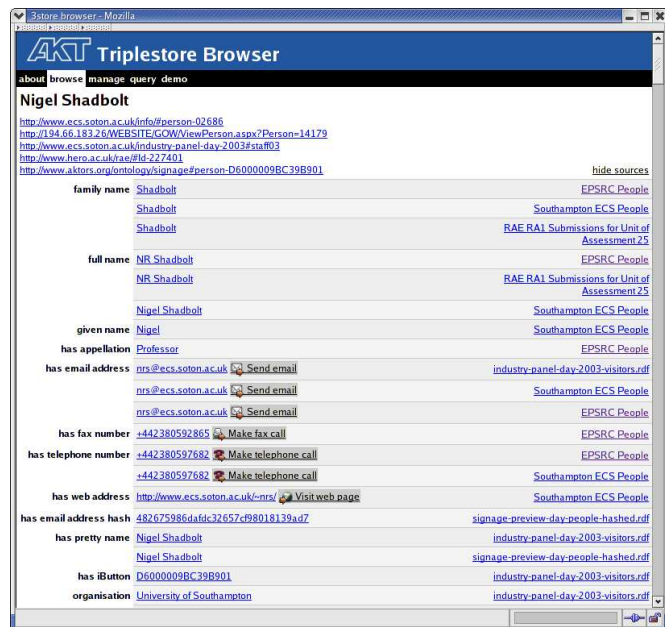 3store browser - Mozilla
AKT Triplestore Browser
about browse manage query demo
Nigel Shadbolt
http://www.ecs.soton.ac.uk/info/#person-02686
http://194.66.183.26/WEBSITE/GOW/ViewPerson.aspx?Person=14179
http://www.ecs.soton.ac.uk/industry-panel-day-2003#staff03
http://www.hero.ac.uk/rae/#Id-227401
http://www.aktors.org/ontology/signage#person-D6000009BC39B901 hide sources
family name Shadbolt EPSRC People
Shadbolt Southampton ECS People
Shadbolt RAE RA1 Submissions for Unit of
Assessment 25
full name NR Shadbolt EPSRC People
NR Shadbolt RAE RA1 Submissions for Unit of
Assessment 25
Nigel Shadbolt Southampton ECS People
given name Nigel Southampton ECS People
has appellation Professor EPSRC People
has email address nrs@ecs.soton.ac.uk Send email industry-panel-day-2003-visitors.rdf
nrs@ecs.soton.ac.uk Send email Southampton ECS People
nrs@ecs.soton.ac.uk Send email EPSRC People
has fax number +442380592865 Make fax call EPSRC People
has telephone number +442380597682 Make telephone call EPSRC People
+442380597682 Make telephone call Southampton ECS People
has web address http://www.ecs.soton.ac.uk/~nrs/ Visit web page Southampton ECS People
has email address hash 482675986dafdc32657cf98018139ad7 signage-preview-day-people-hashed.rdf
has pretty name Nigel Shadbolt industry-panel-day-2003-visitors.rdf
Nigel Shadbolt signage-preview-day-people-hashed.rdf
has iButton D6000009BC39B901 industry-panel-day-2003-visitors.rdf
organisation University of Southampton industry-panel-day-2003-visitors.rdf